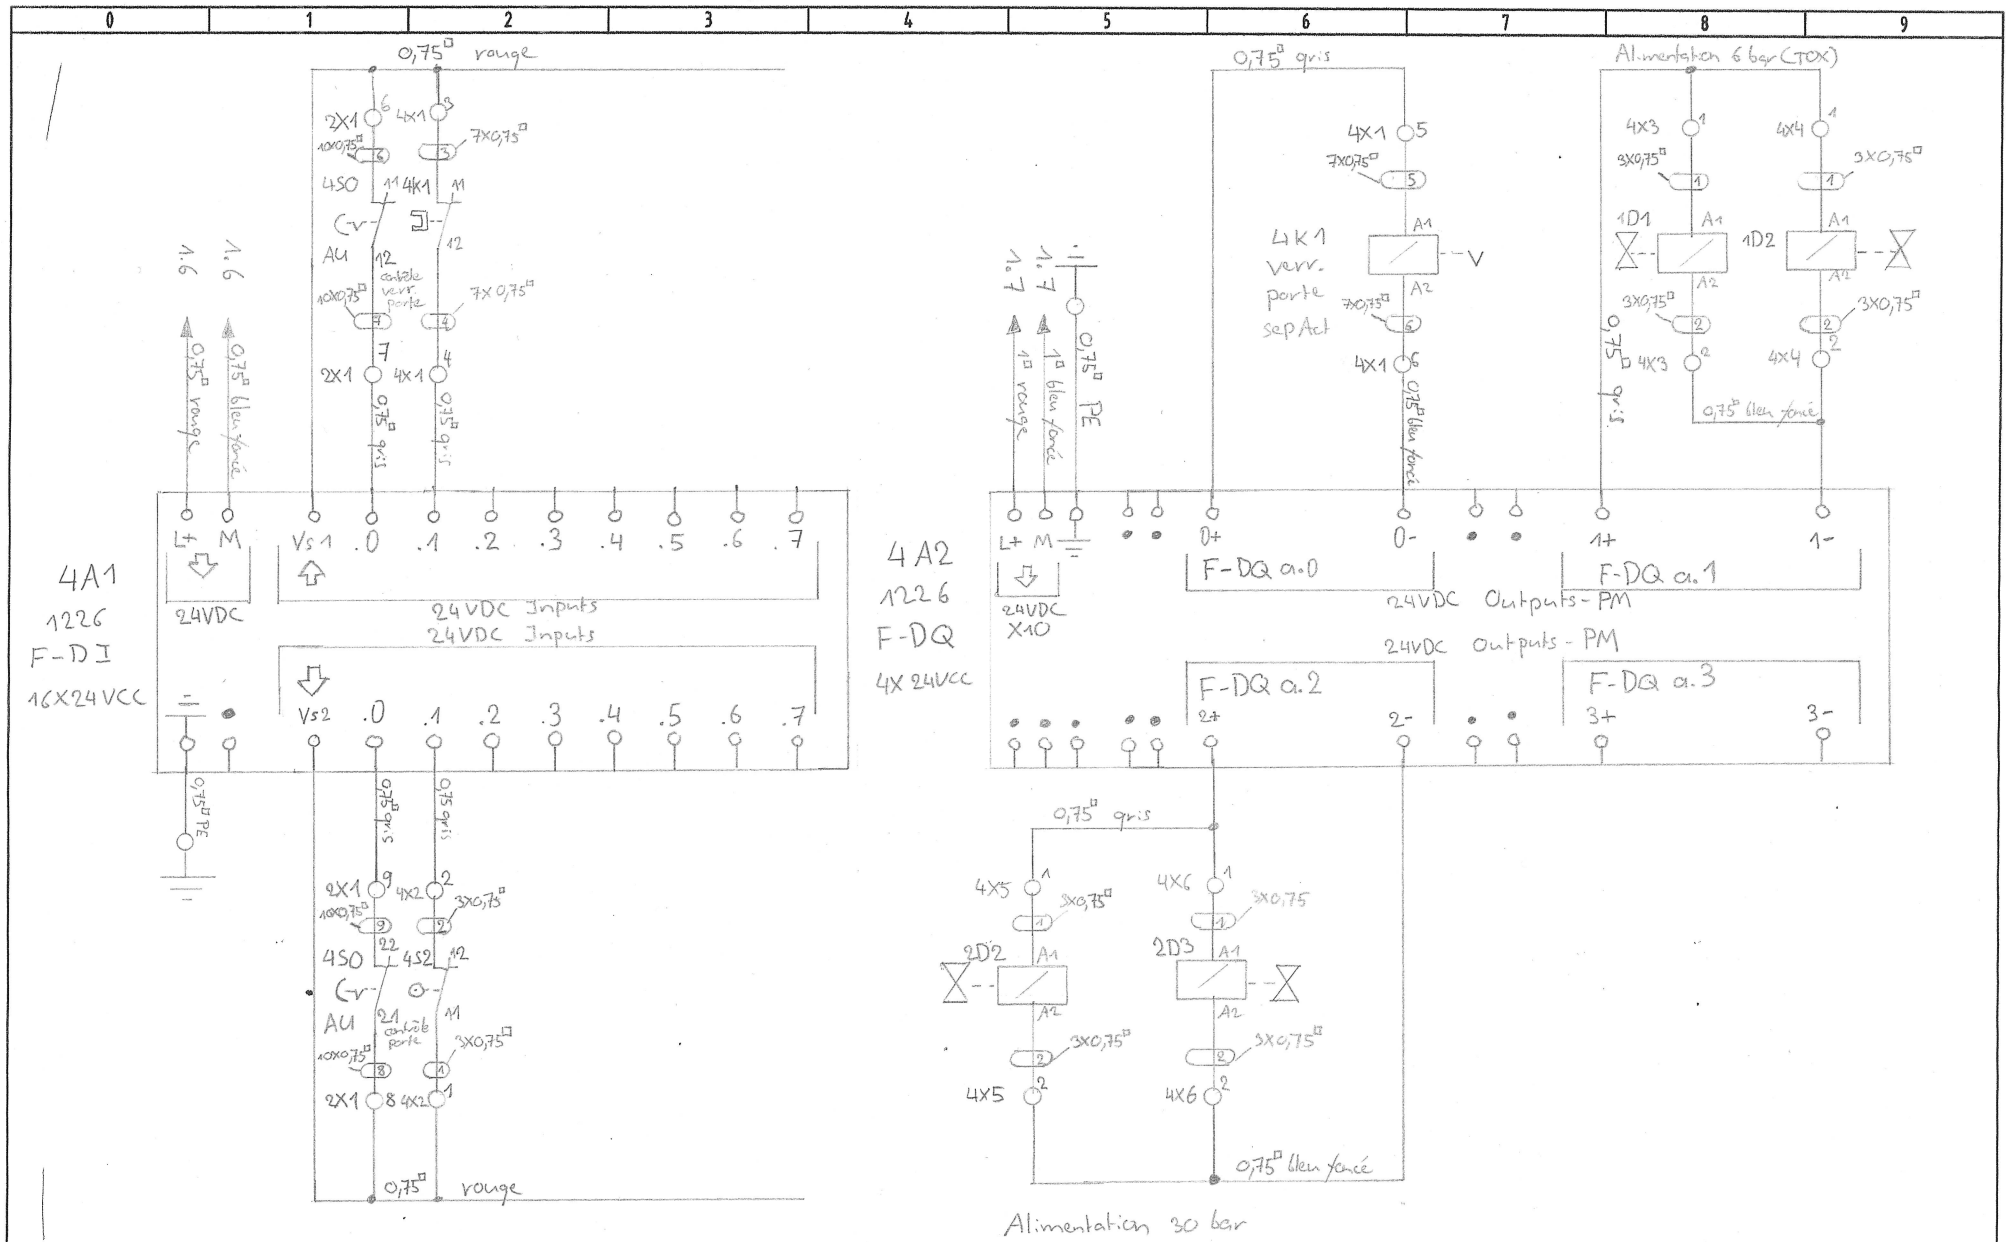 0 1 2 3 4 5 6 7 8 9
0,75□ rouge
0,75□ gris
Alimentation 6 bar (TOX)
2X1 6 4X1 3
10x0,75□ 6 3 7X0,75□
4S0 11 4K1 11
AU 12 12
contrôle
verr.
porte
10x0,75□ 7 4 7X0,75□
7 4
2X1 4X1
0,75□ gris
0,75□ gris
1.6 1.6
0,75□ rouge
0,75□ bleu foncé
1.7 1.7
1□ rouge
1□ bleu foncé
0,75□ PE
4X1 5
7X0,75□ 5
4K1
verr.
porte
sepAct
A1
V
A2
7X0,75□ 6
4X1 6
0,75□ bleu foncé
4X3 1 4X4 1
3X0,75□ 1 1 3X0,75□
1D1 A1 1D2 A1
A2 A2
3X0,75□ 2 2 3X0,75□
4X3 2 4X4 2
0,75□ gris
0,75□ bleu foncé
4A1
1226
F-DI
16X24VCC
L+ M Vs1 .0 .1 .2 .3 .4 .5 .6 .7
24VDC
24VDC Inputs
24VDC Inputs
Vs2 .0 .1 .2 .3 .4 .5 .6 .7
4A2
1226
F-DQ
4X24VCC
L+ M 0+ 0- 1+ 1-
24VDC
X10
F-DQ a.0 F-DQ a.1
24VDC Outputs-PM
24VDC Outputs-PM
F-DQ a.2 F-DQ a.3
2+ 2- 3+ 3-
0,75□ PE
0,75□ gris
0,75 gris
2X1 9 4X2 2
10x0,75□ 9 2 3X0,75□
4S0 22 4S2 12
AU 21 11
contrôle
porte
10x0,75□ 8 1 3X0,75□
2X1 8 4X2 1
0,75□ rouge
0,75□ gris
4X5 1 4X6 1
1 3X0,75□ 1 3X0,75
2D2 A1 2D3 A1
A2 A2
2 3X0,75□ 2 3X0,75□
4X5 2 4X6 2
0,75□ bleu foncé
Alimentation 30 bar